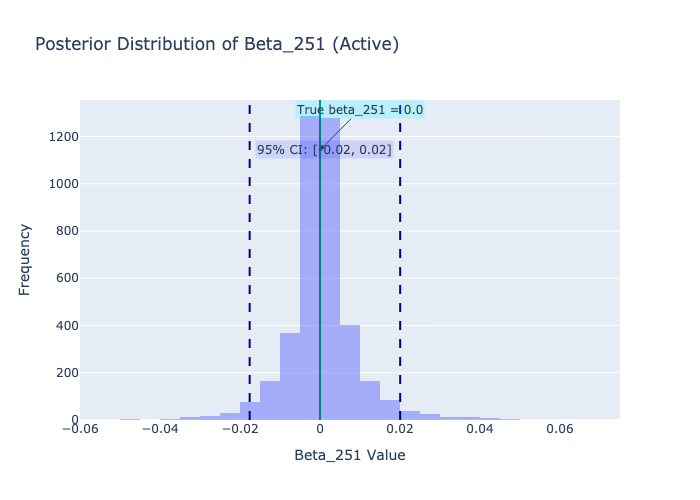 Posterior Distribution of Beta_251 (Active)
True beta_251 = 0.0
95% CI: [-0.02, 0.02]
1200
1000
800
600
400
200
0
Frequency
−0.06
−0.04
−0.02
0
0.02
0.04
0.06
Beta_251 Value